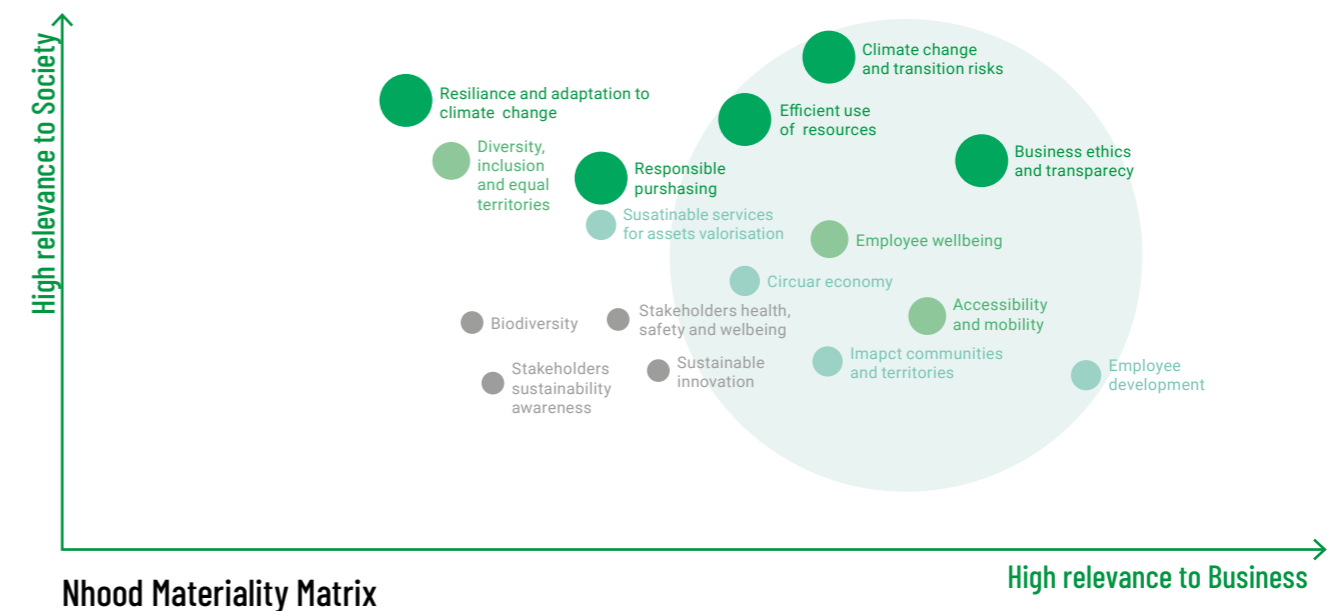 High relevance to Society
Climate change
and transition risks
Resiliance and adaptation to
climate change
Efficient use
of resources
Diversity,
inclusion
and equal
territories
Business ethics
and transparecy
Responsible
purshasing
Susatinable services
for assets valorisation
Employee wellbeing
Circuar economy
Accessibility
and mobility
Stakeholders health,
safety and welbeing
Biodiversity
Imapct communities
and territories
Sustainable
innovation
Stakeholders
sustainability
awareness
Employee
development
High relevance to Business
Nhood Materiality Matrix